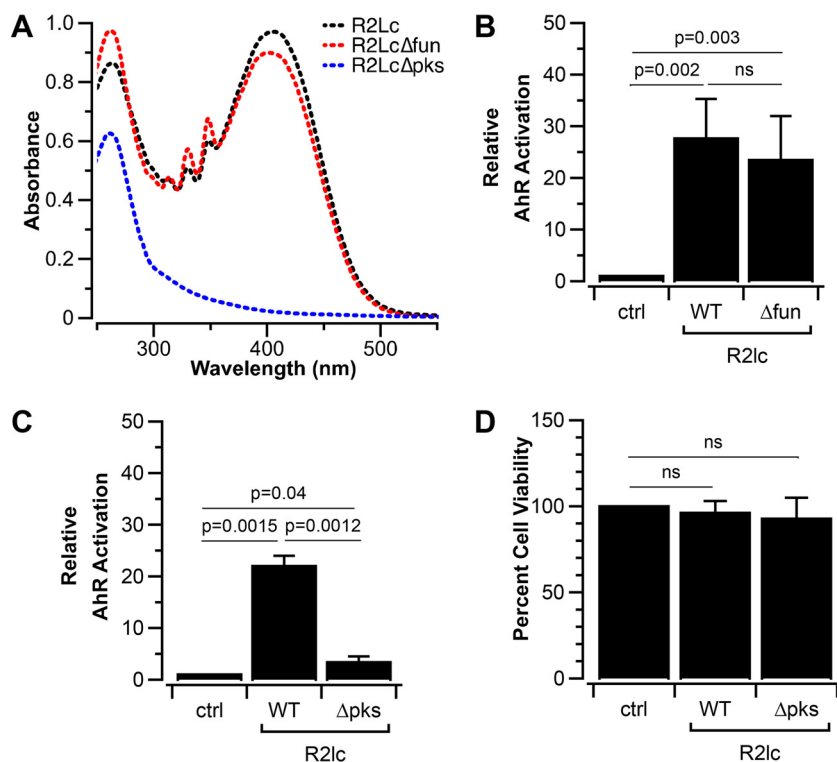 A
R2Lc
R2LcΔfun
R2LcΔpks
1
0.8
0.6
0.4
0.2
0
Absorbance
300
400
500
Wavelength (nm)
B
p=0.003
p=0.002
ns
50
40
30
20
10
0
Relative
AhR Activation
ctrl
WT
Δfun
R2lc
C
50
40
30
20
10
0
Relative
AhR Activation
p=0.04
p=0.0015
p=0.0012
ctrl
WT
Δpks
R2lc
D
150
100
50
0
Percent Cell Viability
ns
ns
ctrl
WT
Δpks
R2lc